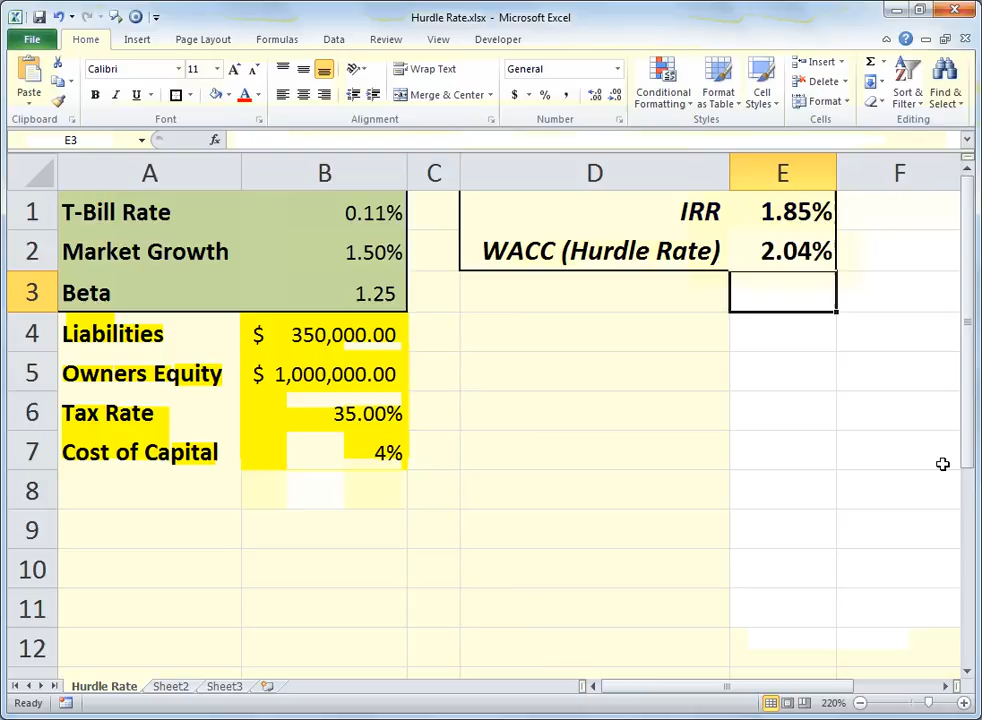 Hurdle Rate.xlsx - Microsoft Excel
File Home Insert Page Layout Formulas Data Review View Developer
Paste
Calibri 11
B I U
Wrap Text
Merge & Center
General
$ % ,
Conditional Formatting
Format as Table
Cell Styles
Insert
Delete
Format
Sort & Filter
Find & Select
Clipboard Font Alignment Number Styles Cells Editing
E3 fx
A B C D E F
1 T-Bill Rate 0.11% IRR 1.85%
2 Market Growth 1.50% WACC (Hurdle Rate) 2.04%
3 Beta 1.25
4 Liabilities $ 350,000.00
5 Owners Equity $ 1,000,000.00
6 Tax Rate 35.00%
7 Cost of Capital 4%
8
9
10
11
12
Hurdle Rate Sheet2 Sheet3
Ready 220%